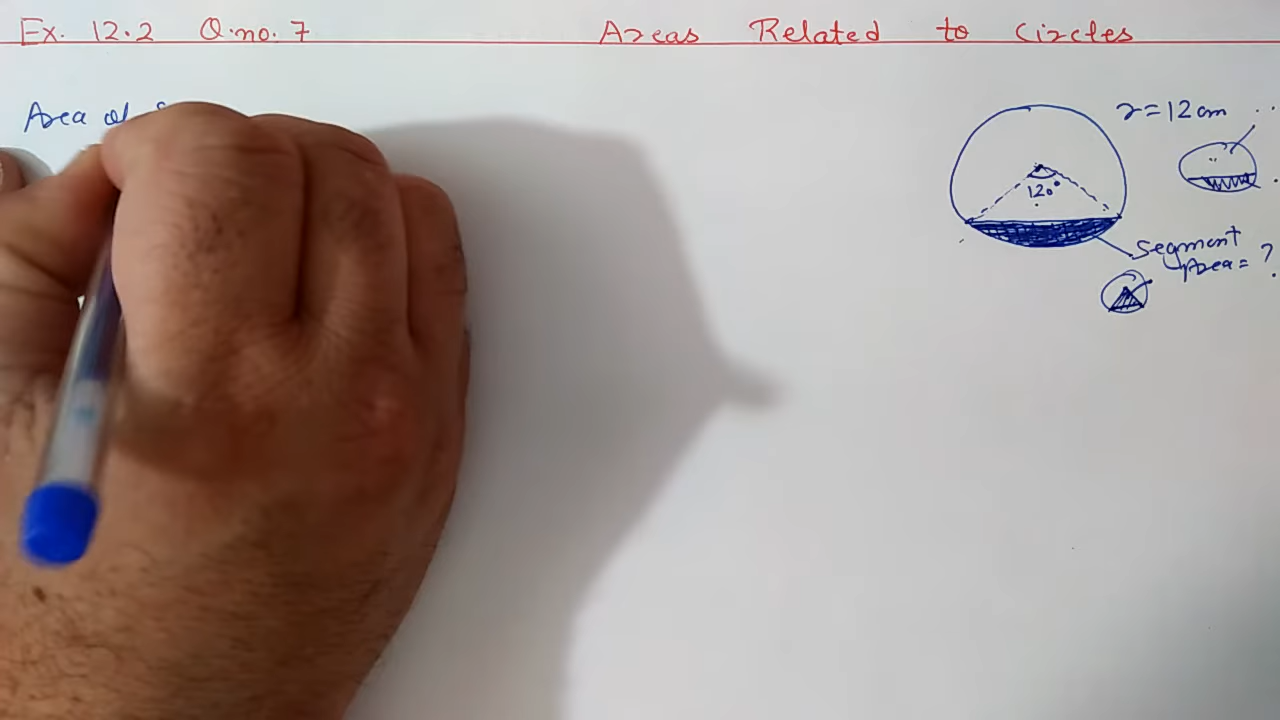 Ex. 12.2 Q.no. 7 Areas Related to Circles
Area of
r = 12 cm
120°
Segment
Area = ?